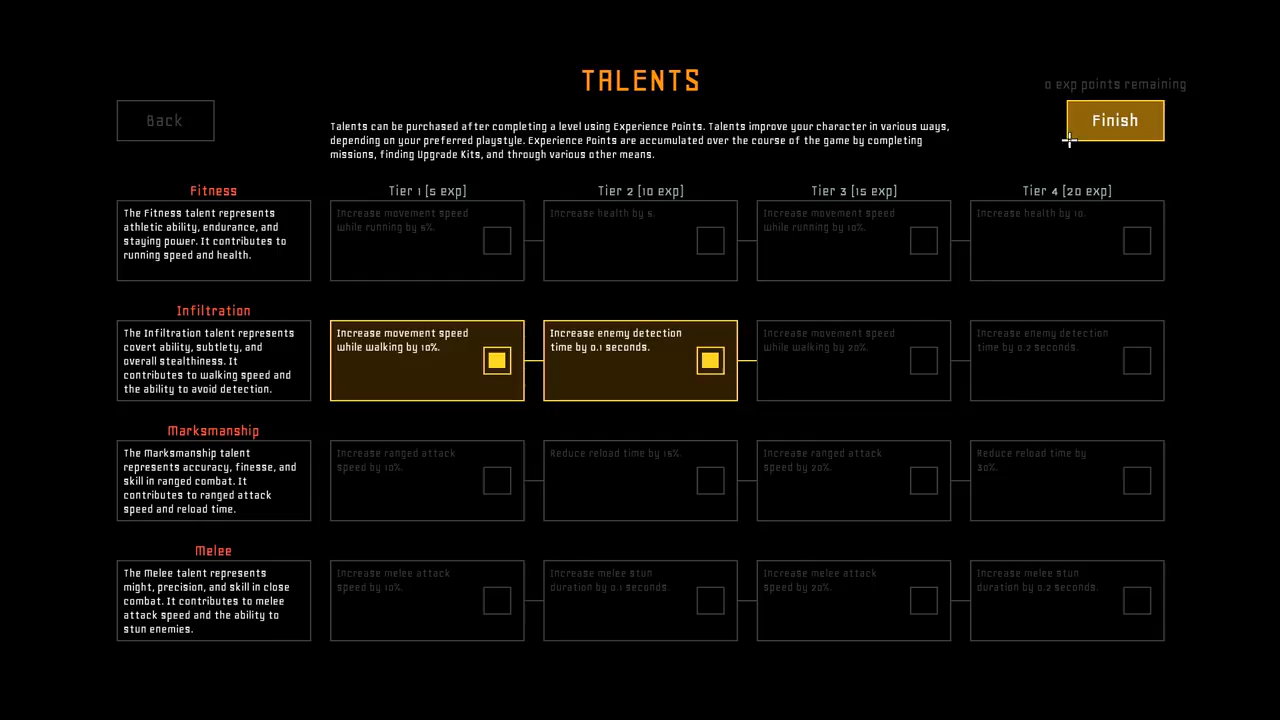 TALENTS
0 exp points remaining
Back
Finish
Talents can be purchased after completing a level using Experience Points. Talents improve your character in various ways,
depending on your preferred playstyle. Experience Points are accumulated over the course of the game by completing
missions, finding Upgrade Kits, and through various other means.
Fitness
Tier 1 [5 exp]
Tier 2 [10 exp]
Tier 3 [15 exp]
Tier 4 [20 exp]
The Fitness talent represents
athletic ability, endurance, and
staying power. It contributes to
running speed and health.
Increase movement speed
while running by 5%.
Increase health by 5.
Increase movement speed
while running by 10%.
Increase health by 10.
Infiltration
The Infiltration talent represents
covert ability, subtlety, and
overall stealthiness. It
contributes to walking speed and
the ability to avoid detection.
Increase movement speed
while walking by 10%.
Increase enemy detection
time by 0.1 seconds.
Increase movement speed
while walking by 20%.
Increase enemy detection
time by 0.2 seconds.
Marksmanship
The Marksmanship talent
represents accuracy, finesse, and
skill in ranged combat. It
contributes to ranged attack
speed and reload time.
Increase ranged attack
speed by 10%.
Reduce reload time by 15%.
Increase ranged attack
speed by 20%.
Reduce reload time by
30%.
Melee
The Melee talent represents
might, precision, and skill in close
combat. It contributes to melee
attack speed and the ability to
stun enemies.
Increase melee attack
speed by 10%.
Increase melee stun
duration by 0.1 seconds.
Increase melee attack
speed by 20%.
Increase melee stun
duration by 0.2 seconds.